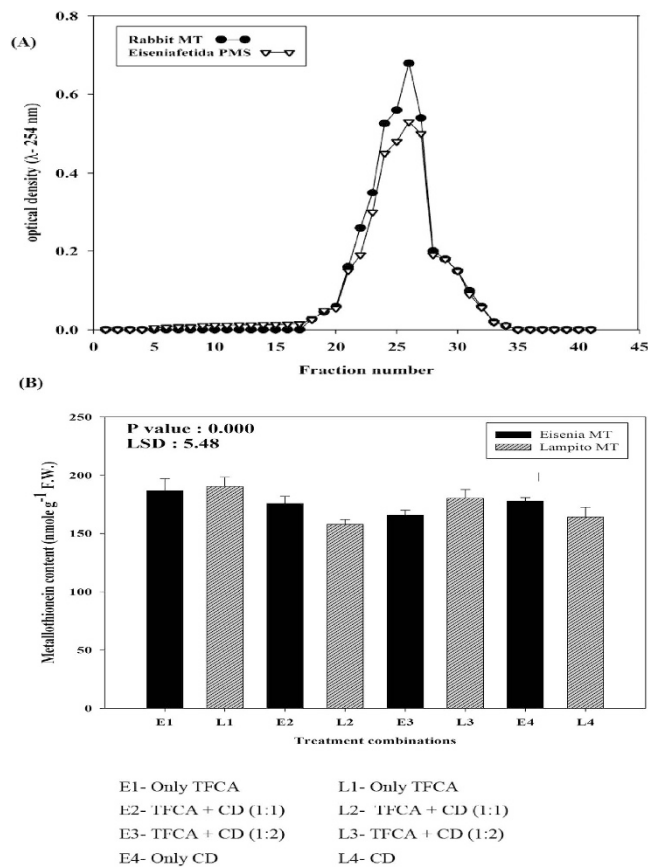 (A)
Rabbit MT
Eiseniafetida PMS
optical density (λ- 254 nm)
0.8
0.6
0.4
0.2
0.0
0 5 10 15 20 25 30 35 40 45
Fraction number
(B)
P value : 0.000
LSD : 5.48
Eisenia MT
Lampito MT
Metallothionein content (nmole g-1 F.W.)
250
200
150
100
50
0
E1 L1 E2 L2 E3 L3 E4 L4
Treatment combinations
E1- Only TFCA L1- Only TFCA
E2- TFCA + CD (1:1) L2- TFCA + CD (1:1)
E3- TFCA + CD (1:2) L3- TFCA + CD (1:2)
E4- Only CD L4- CD